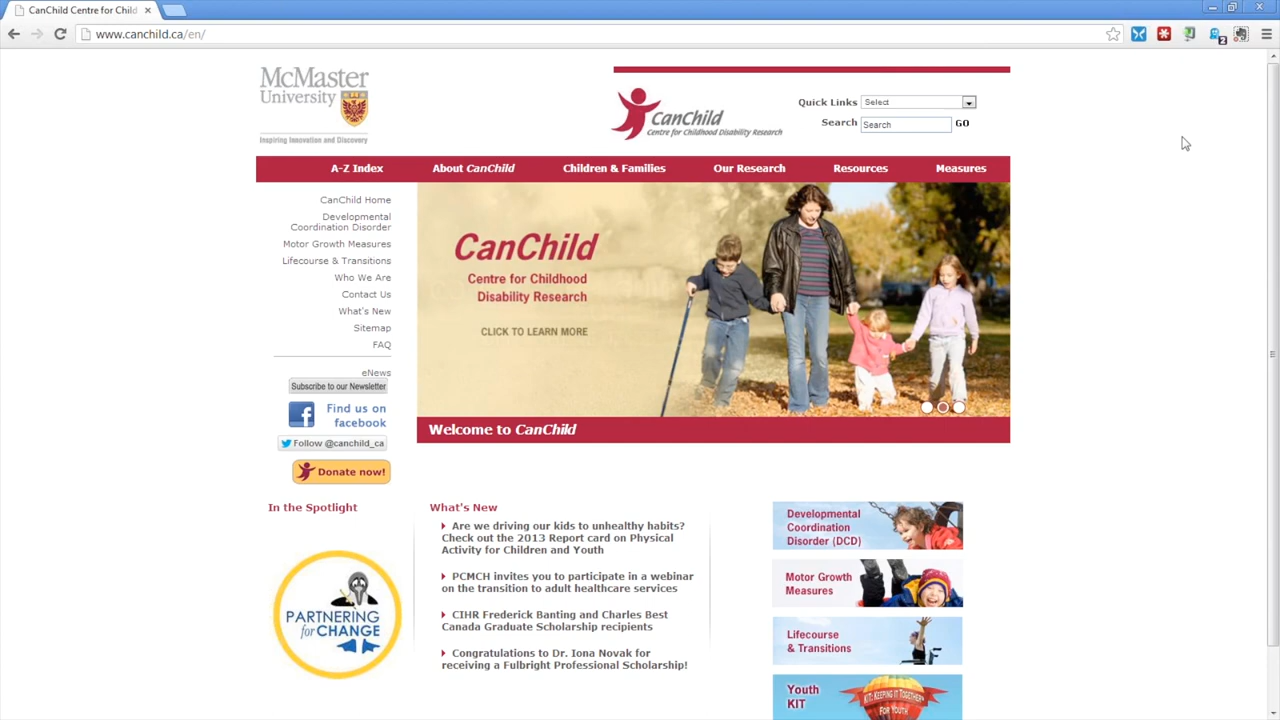 CanChild Centre for Child
www.canchild.ca/en/
2
McMaster
University
Inspiring Innovation and Discovery
CanChild
Centre for Childhood Disability Research
Quick Links Select
Search Search GO
A-Z Index About CanChild Children & Families Our Research Resources Measures
CanChild Home
Developmental
Coordination Disorder
Motor Growth Measures
Lifecourse & Transitions
Who We Are
Contact Us
What's New
Sitemap
FAQ
eNews
Subscribe to our Newsletter
Find us on
facebook
Follow @canchild_ca
Donate now!
CanChild
Centre for Childhood
Disability Research
CLICK TO LEARN MORE
Welcome to CanChild
In the Spotlight
PARTNERING
for CHANGE
What's New
Are we driving our kids to unhealthy habits?
Check out the 2013 Report card on Physical
Activity for Children and Youth
PCMCH invites you to participate in a webinar
on the transition to adult healthcare services
CIHR Frederick Banting and Charles Best
Canada Graduate Scholarship recipients
Congratulations to Dr. Iona Novak for
receiving a Fulbright Professional Scholarship!
Developmental
Coordination
Disorder (DCD)
Motor Growth
Measures
Lifecourse
& Transitions
Youth
KIT
KIT: KEEPING IT TOGETHER
FOR YOUTH